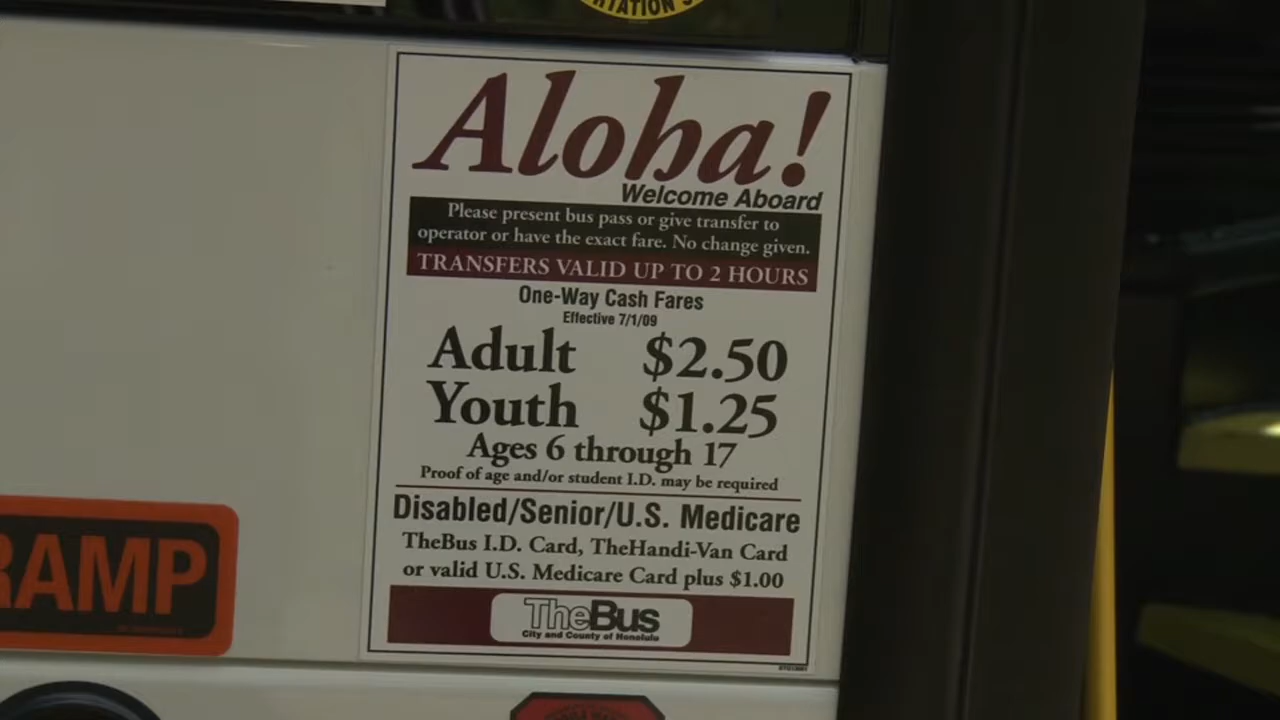 Aloha!
Welcome Aboard
Please present bus pass or give transfer to
operator or have the exact fare. No change given.
TRANSFERS VALID UP TO 2 HOURS
One-Way Cash Fares
Effective 7/1/09
Adult $2.50
Youth $1.25
Ages 6 through 17
Proof of age and/or student I.D. may be required
Disabled/Senior/U.S. Medicare
TheBus I.D. Card, TheHandi-Van Card
or valid U.S. Medicare Card plus $1.00
TheBus
City and County of Honolulu
RAMP